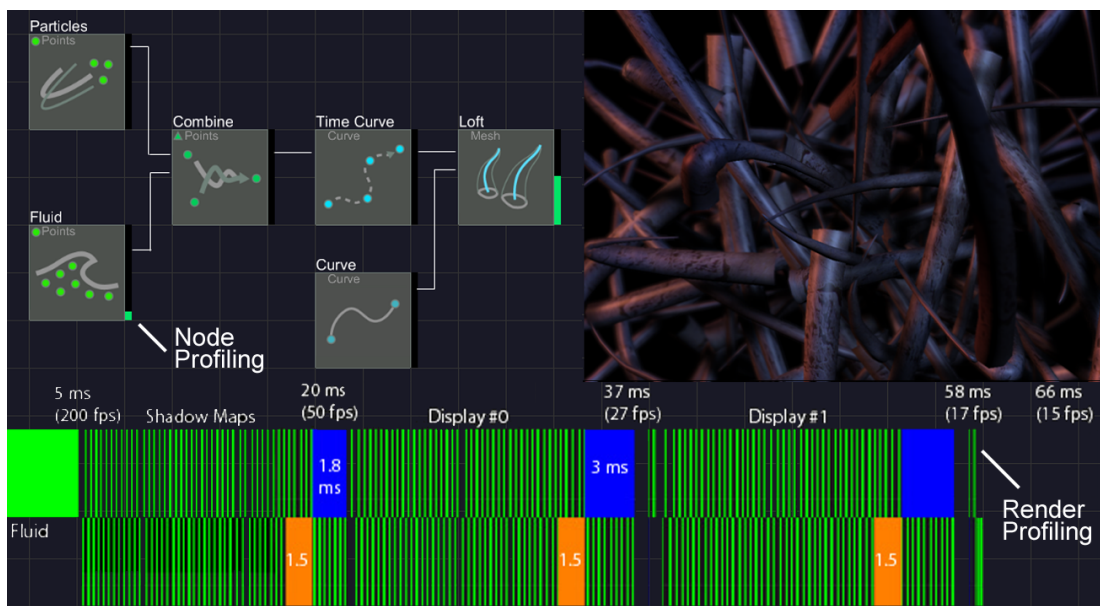 Particles
Points
Combine
Points
Time Curve
Curve
Loft
Mesh
Fluid
Points
Curve
Curve
Node
Profiling
5 ms
(200 fps)
Shadow Maps
20 ms
(50 fps)
Display #0
37 ms
(27 fps)
Display #1
58 ms
(17 fps)
66 ms
(15 fps)
1.8
ms
3 ms
Render
Profiling
Fluid
1.5
1.5
1.5